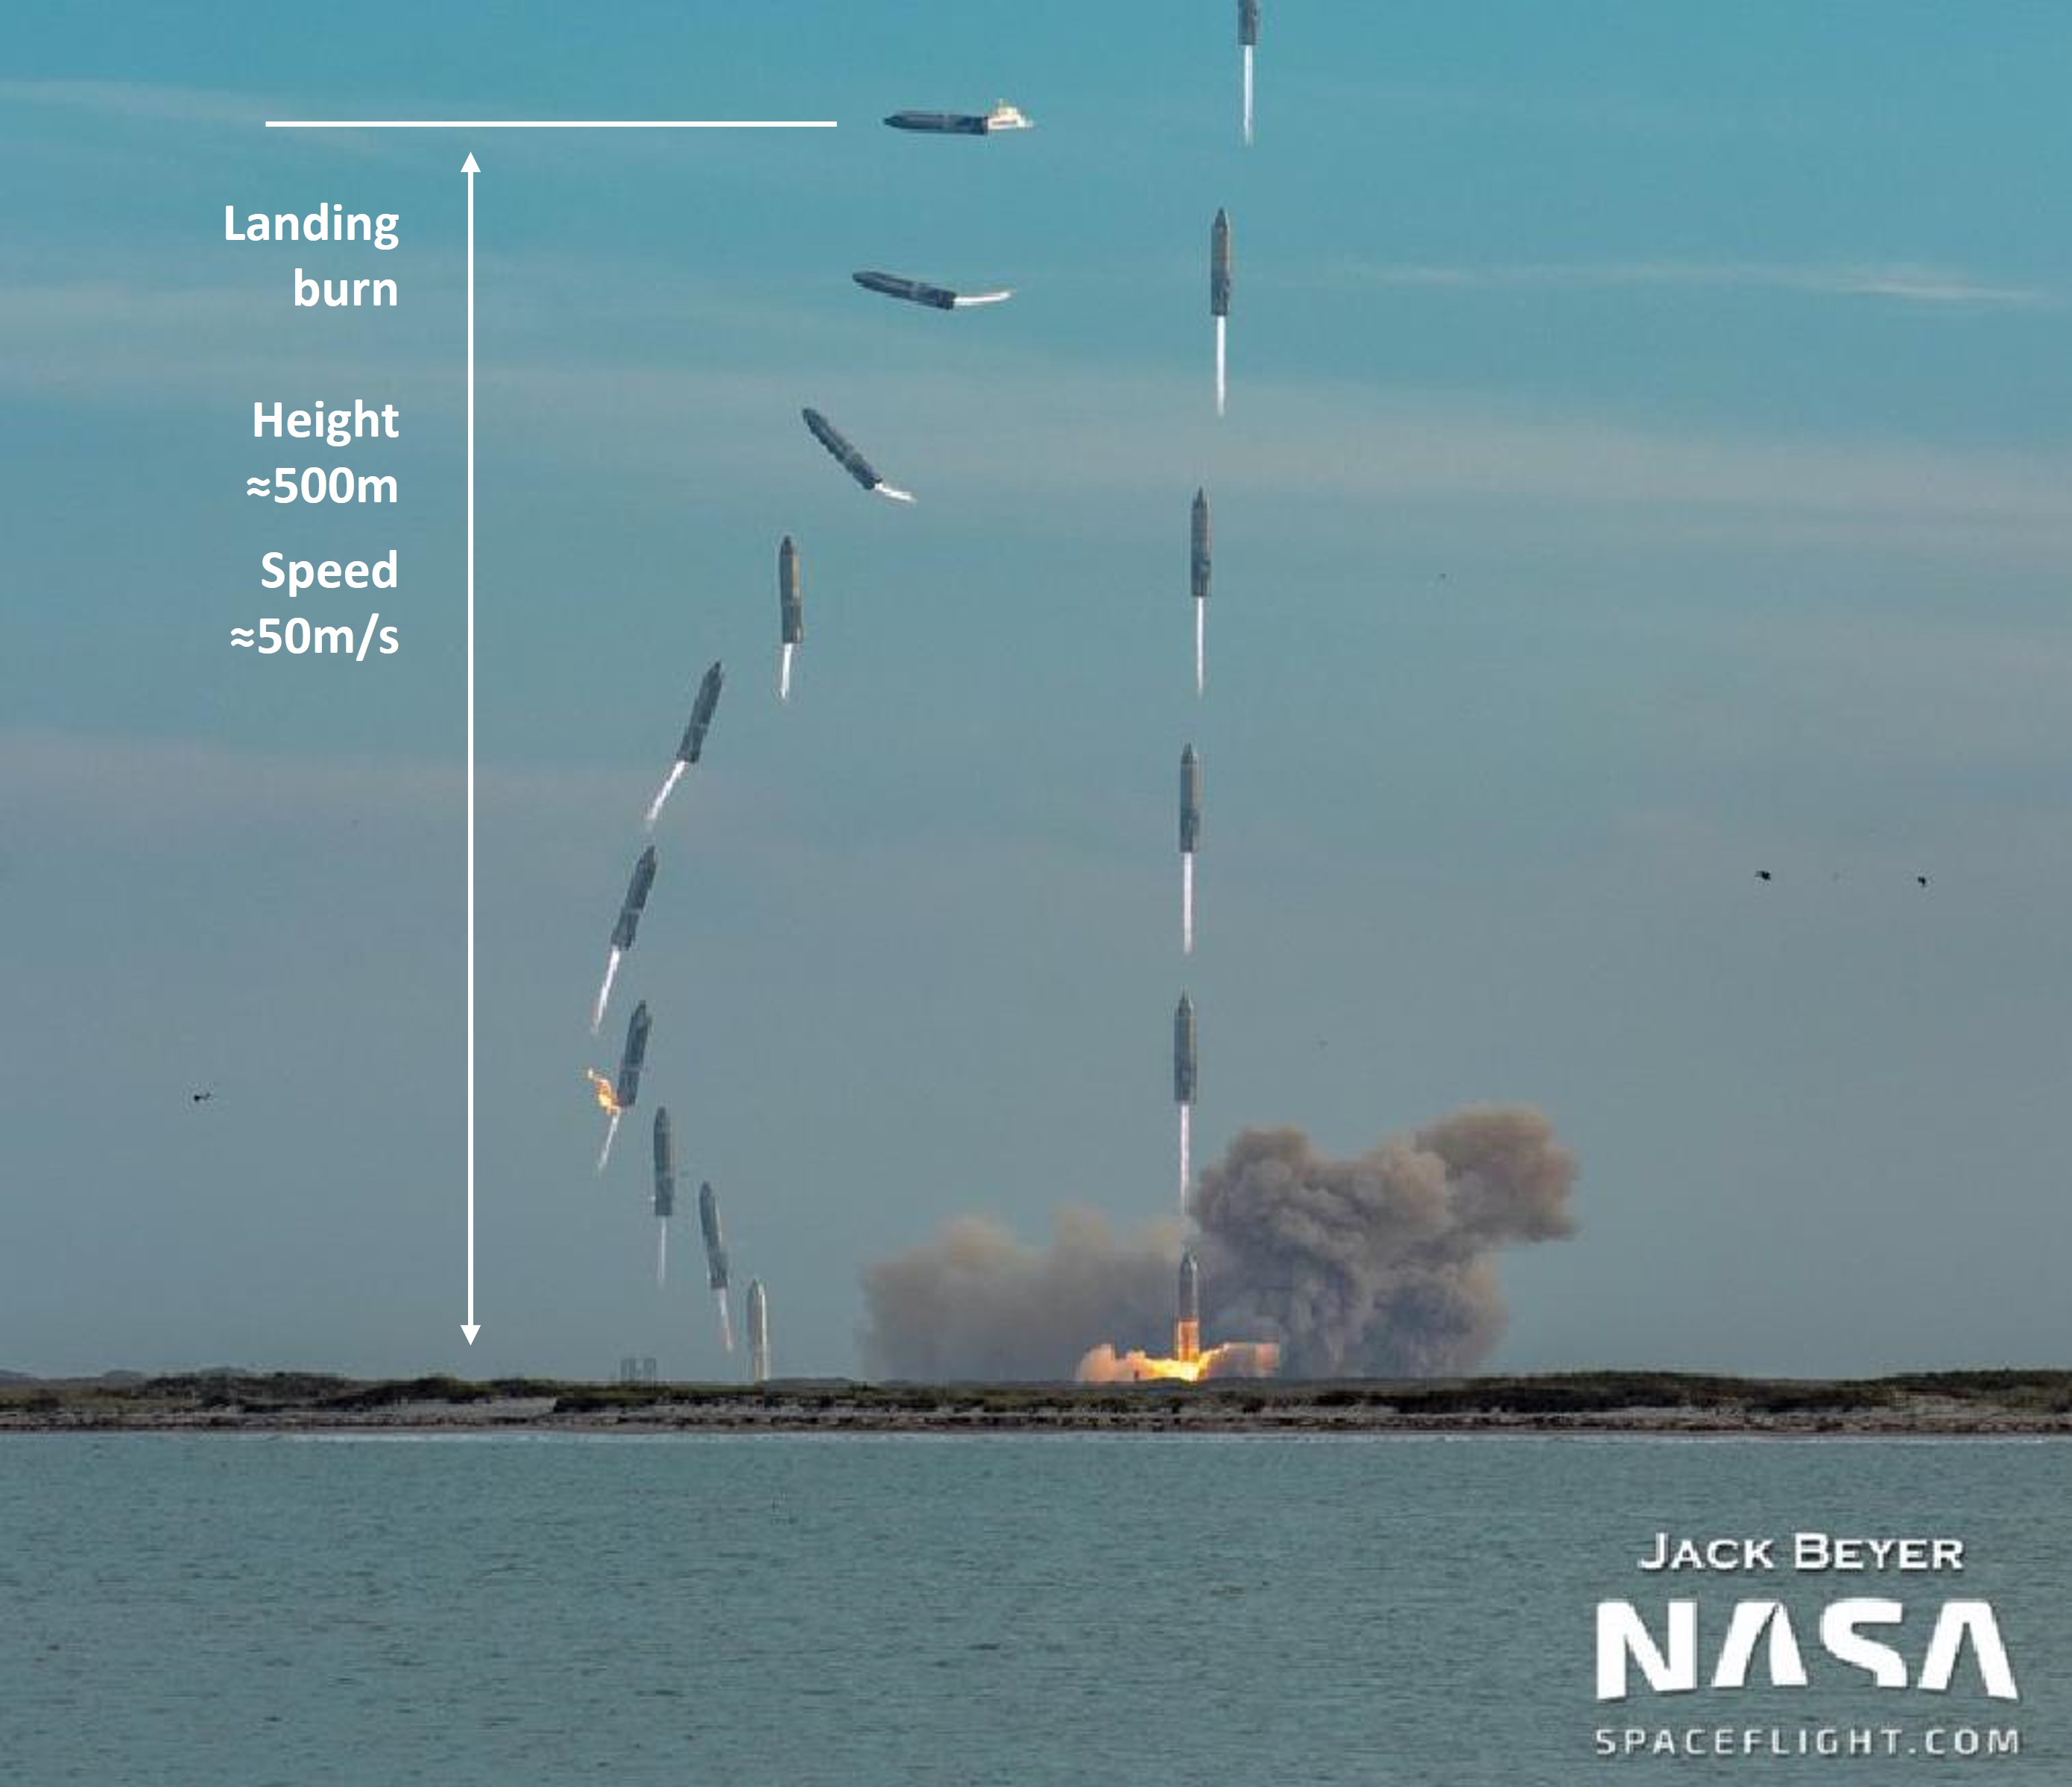 Landing
burn
Height
≈500m
Speed
≈50m/s
JACK BEYER
NASA
SPACEFLIGHT.COM